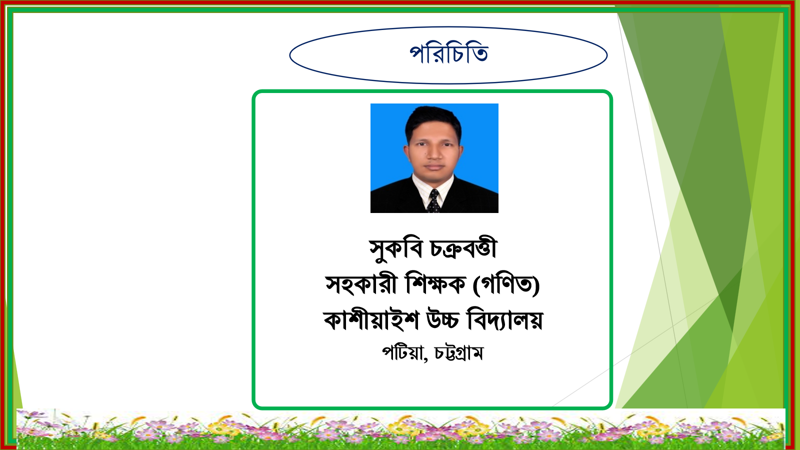 পরিচিতি
সুকবি চক্রবর্ত্তী
সহকারী শিক্ষক (গণিত)
কাশীয়াইশ উচ্চ বিদ্যালয়
পটিয়া, চট্টগ্রাম